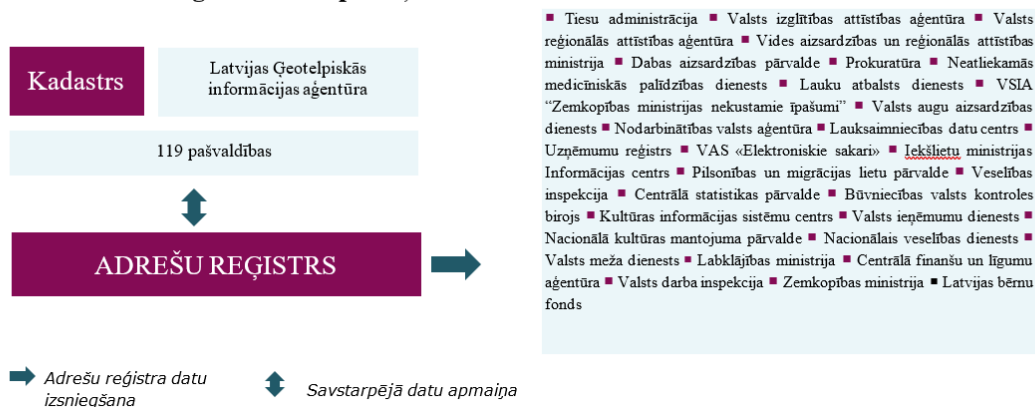 Kadastrs
Latvijas Ģeotelpiskās
informācijas aģentūra
119 pašvaldības
ADREŠU REĢISTRS
Adrešu reģistra datu
izsniegšana
Savstarpējā datu apmaiņa
▪ Tiesu administrācija ▪ Valsts izglītības attīstības aģentūra ▪ Valsts
reģionālās attīstības aģentūra ▪ Vides aizsardzības un reģionālās attīstības
ministrija ▪ Dabas aizsardzības pārvalde ▪ Prokuratūra ▪ Neatliekamās
medicīniskās palīdzības dienests ▪ Lauku atbalsts dienests ▪ VSIA
“Zemkopības ministrijas nekustamie īpašumi” ▪ Valsts augu aizsardzības
dienests ▪ Nodarbinātības valsts aģentūra ▪ Lauksaimniecības datu centrs ▪
Uzņēmumu reģistrs ▪ VAS «Elektroniskie sakari» ▪ Iekšlietu ministrijas
Informācijas centrs ▪ Pilsonības un migrācijas lietu pārvalde ▪ Veselības
inspekcija ▪ Centrālā statistikas pārvalde ▪ Būvniecības valsts kontroles
birojs ▪ Kultūras informācijas sistēmu centrs ▪ Valsts ieņēmumu dienests ▪
Nacionālā kultūras mantojuma pārvalde ▪ Nacionālais veselības dienests ▪
Valsts meža dienests ▪ Labklājības ministrija ▪ Centrālā finanšu un līgumu
aģentūra ▪ Valsts darba inspekcija ▪ Zemkopības ministrija ▪ Latvijas bērnu
fonds